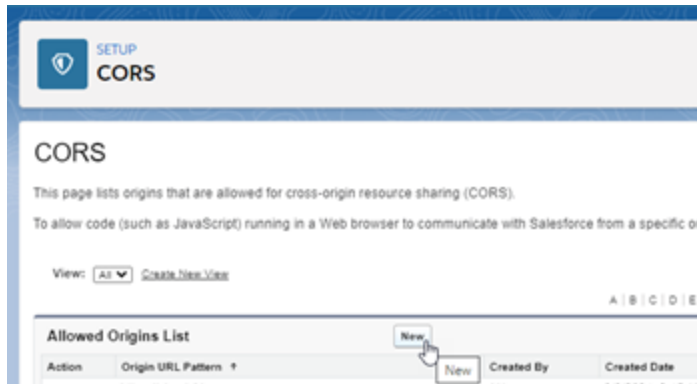 SETUP
CORS
CORS
This page lists origins that are allowed for cross-origin resource sharing (CORS).
To allow code (such as JavaScript) running in a Web browser to communicate with Salesforce from a specific
View: All Create New View
A | B | C | D | E
Allowed Origins List New
New
Action Origin URL Pattern ↑ Created By Created Date